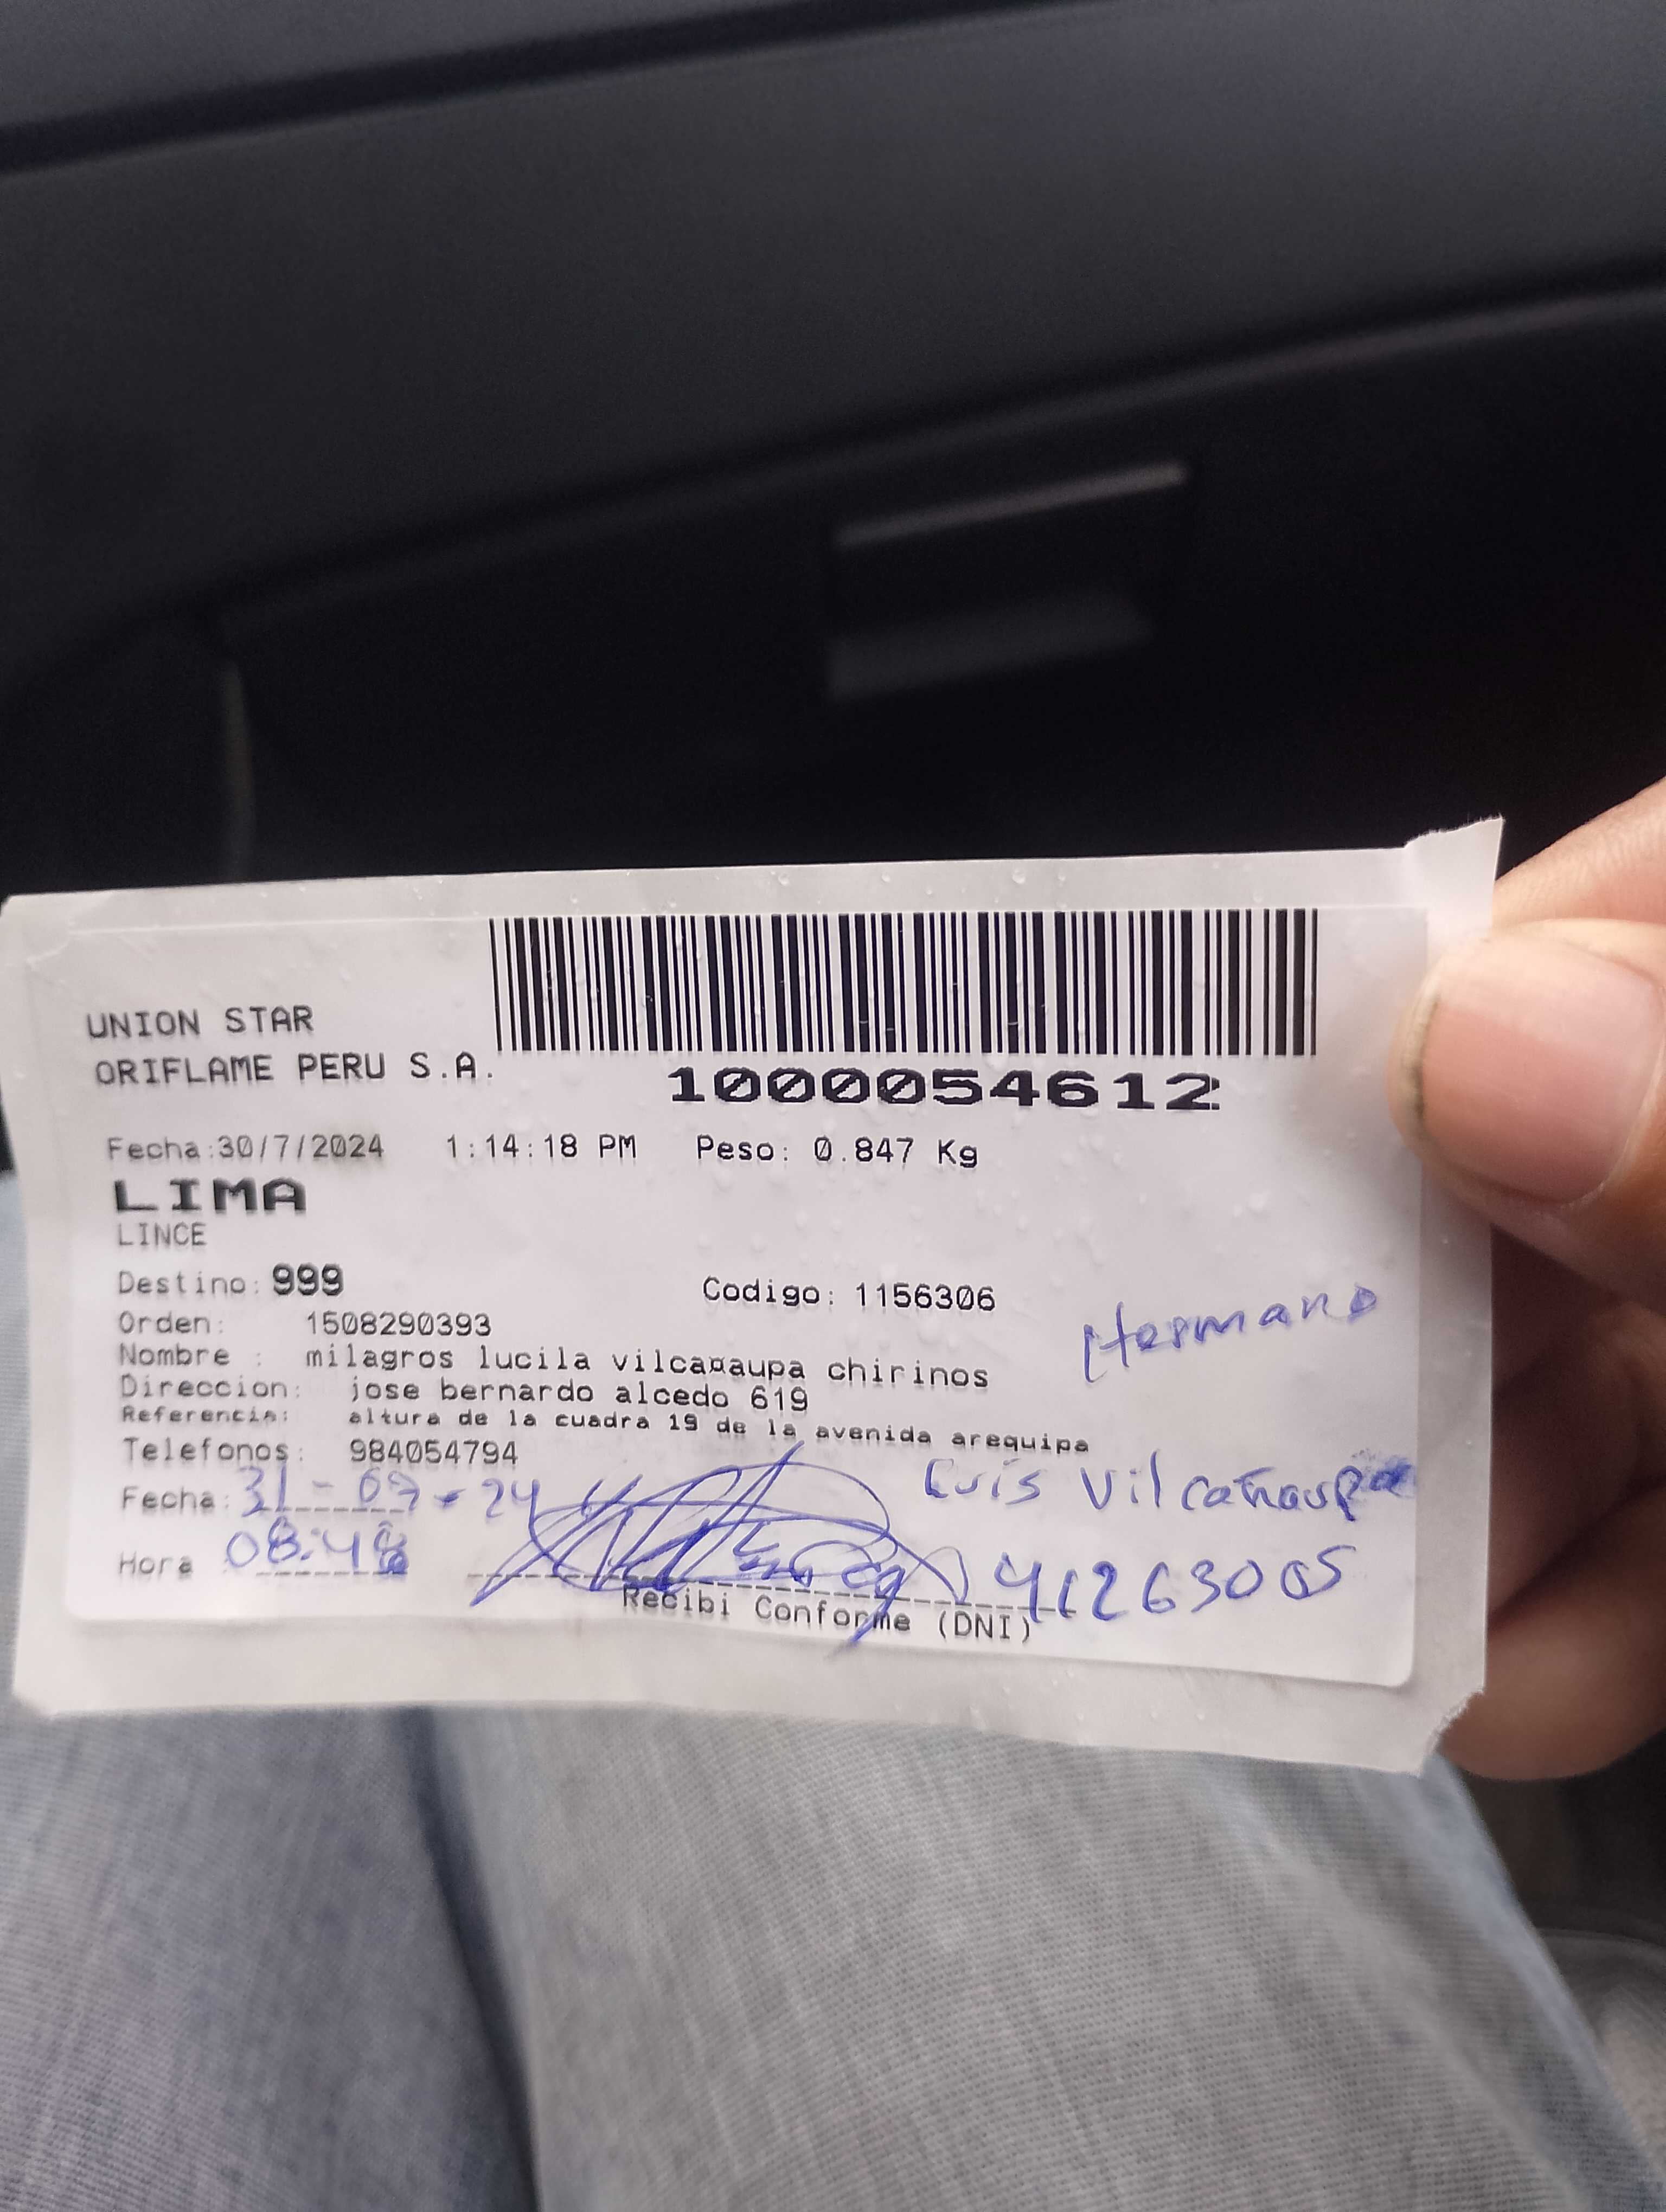 UNION STAR
ORIFLAME PERU S.A.
1000054612
Fecha:30/7/2024 1:14:18 PM Peso: 0.847 Kg
LIMA
LINCE
Destino: 999 Codigo: 1156306
Hermano
Orden: 1508290393
Nombre : milagros lucila vilca¤aupa chirinos
Direccion: jose bernardo alcedo 619
Referencia: altura de la cuadra 19 de la avenida arequipa
Telefonos: 984054794
Luis Vilcañaupa
Fecha: 31-07-24
Hora 08:48
41263005
Recibi Conforme (DNI)